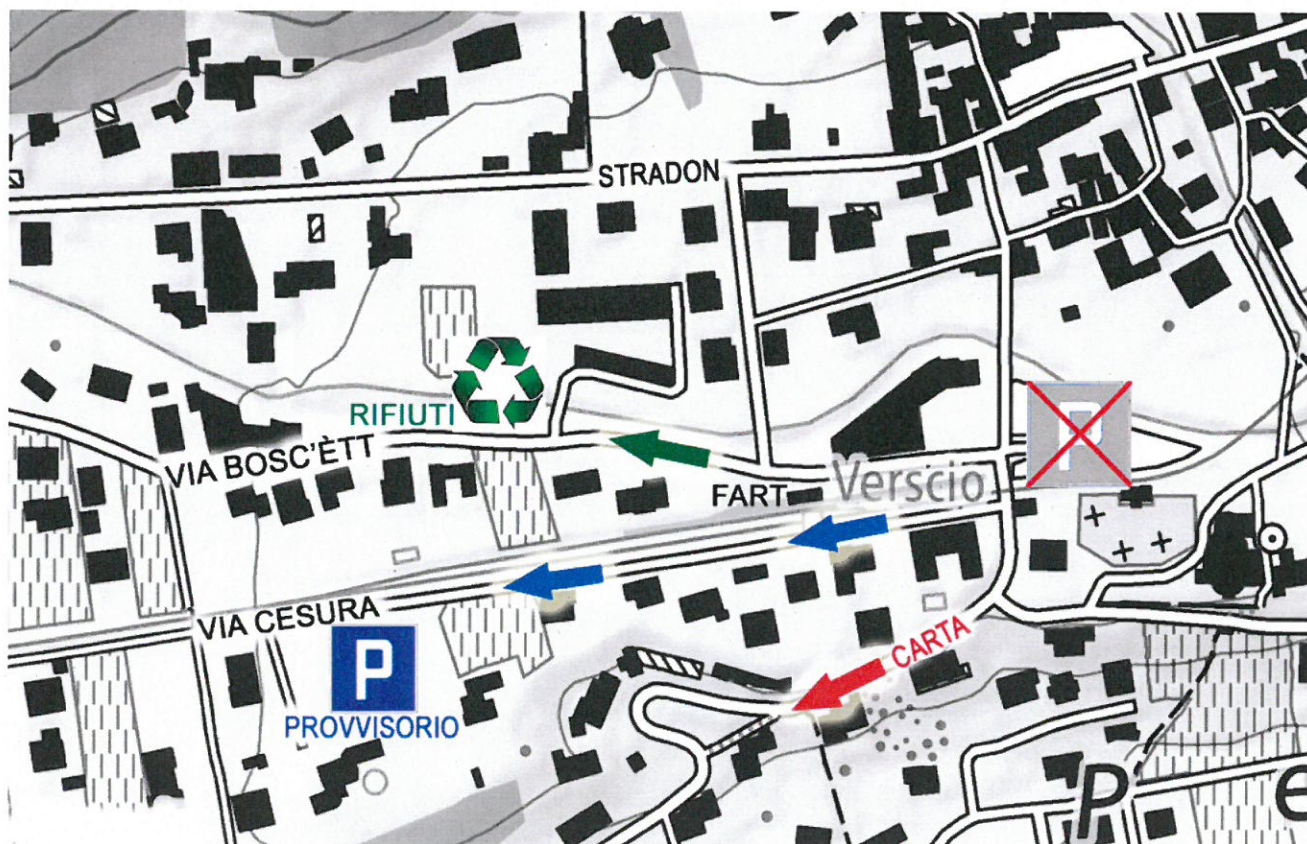 STRADON
RIFIUTI
VIA BOSC'ÈTT
P
FART
Verscio
VIA CESURA
CARTA
P
PROVVISORIO
P e